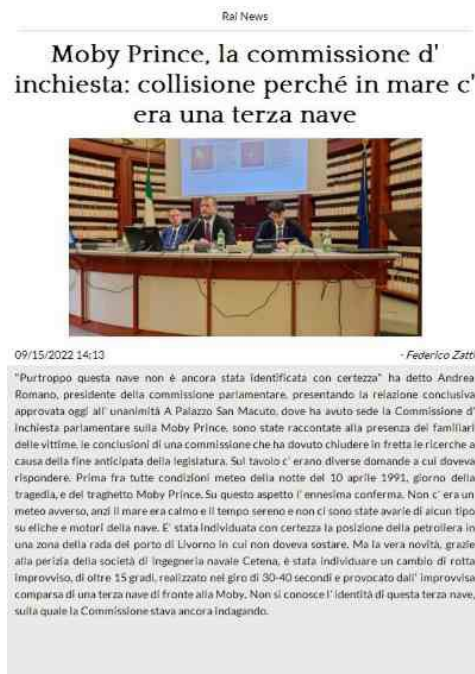 Rai News
Moby Prince, la commissione d'
inchiesta: collisione perché in mare c'
era una terza nave
09/15/2022 14:13
- Federico Zatti
"Purtroppo questa nave non è ancora stata identificata con certezza" ha detto Andrea
Romano, presidente della commissione parlamentare, presentando la relazione conclusiva
approvata oggi all' unanimità A Palazzo San Macuto, dove ha avuto sede la Commissione d'
inchiesta parlamentare sulla Moby Prince, sono state raccontate alla presenza dei familiari
delle vittime, le conclusioni di una commissione che ha dovuto chiudere in fretta le ricerche a
causa della fine anticipata della legislatura. Sul tavolo c' erano diverse domande a cui doveva
rispondere. Prima fra tutte condizioni meteo della notte del 10 aprile 1991, giorno della
tragedia, e del traghetto Moby Prince. Su questo aspetto l' ennesima conferma. Non c' era un
meteo avverso, anzi il mare era calmo e il tempo sereno e non ci sono state avarie di alcun tipo
su eliche e motori della nave. E' stata individuata con certezza la posizione della petroliera in
una zona della rada del porto di Livorno in cui non doveva sostare. Ma la vera novità, grazie
alla perizia della società di ingegneria navale Cetena, è stata individuare un cambio di rotta
improvviso, di oltre 15 gradi, realizzato nel giro di 30-40 secondi e provocato dall' improvvisa
comparsa di una terza nave di fronte alla Moby. Non si conosce l' identità di questa terza nave,
sulla quale la Commissione stava ancora indagando.